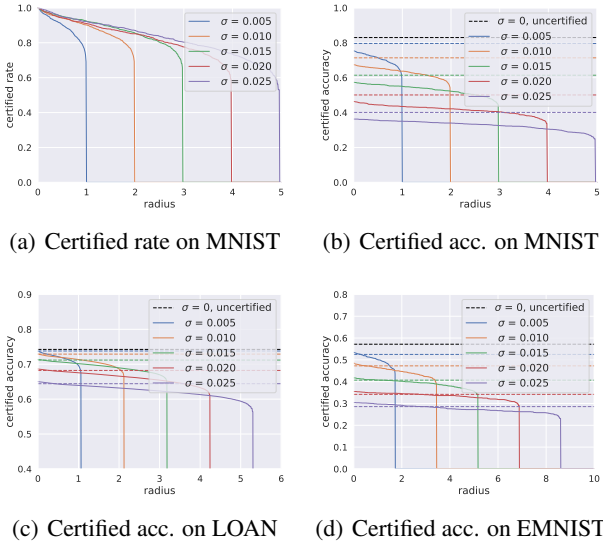 1.0
0.8
0.6
0.4
0.2
0.0
certified rate
0 1 2 3 4 5
radius
σ = 0.005
σ = 0.010
σ = 0.015
σ = 0.020
σ = 0.025
(a) Certified rate on MNIST
1.0
0.8
0.6
0.4
0.2
0.0
certified accuracy
0 1 2 3 4 5
radius
σ = 0, uncertified
σ = 0.005
σ = 0.010
σ = 0.015
σ = 0.020
σ = 0.025
(b) Certified acc. on MNIST
0.9
0.8
0.7
0.6
0.5
0.4
certified accuracy
0 1 2 3 4 5 6
radius
σ = 0, uncertified
σ = 0.005
σ = 0.010
σ = 0.015
σ = 0.020
σ = 0.025
(c) Certified acc. on LOAN
0.8
0.7
0.6
0.5
0.4
0.3
0.2
0.1
0.0
certified accuracy
0 2 4 6 8 10
radius
σ = 0, uncertified
σ = 0.005
σ = 0.010
σ = 0.015
σ = 0.020
σ = 0.025
(d) Certified acc. on EMNIST